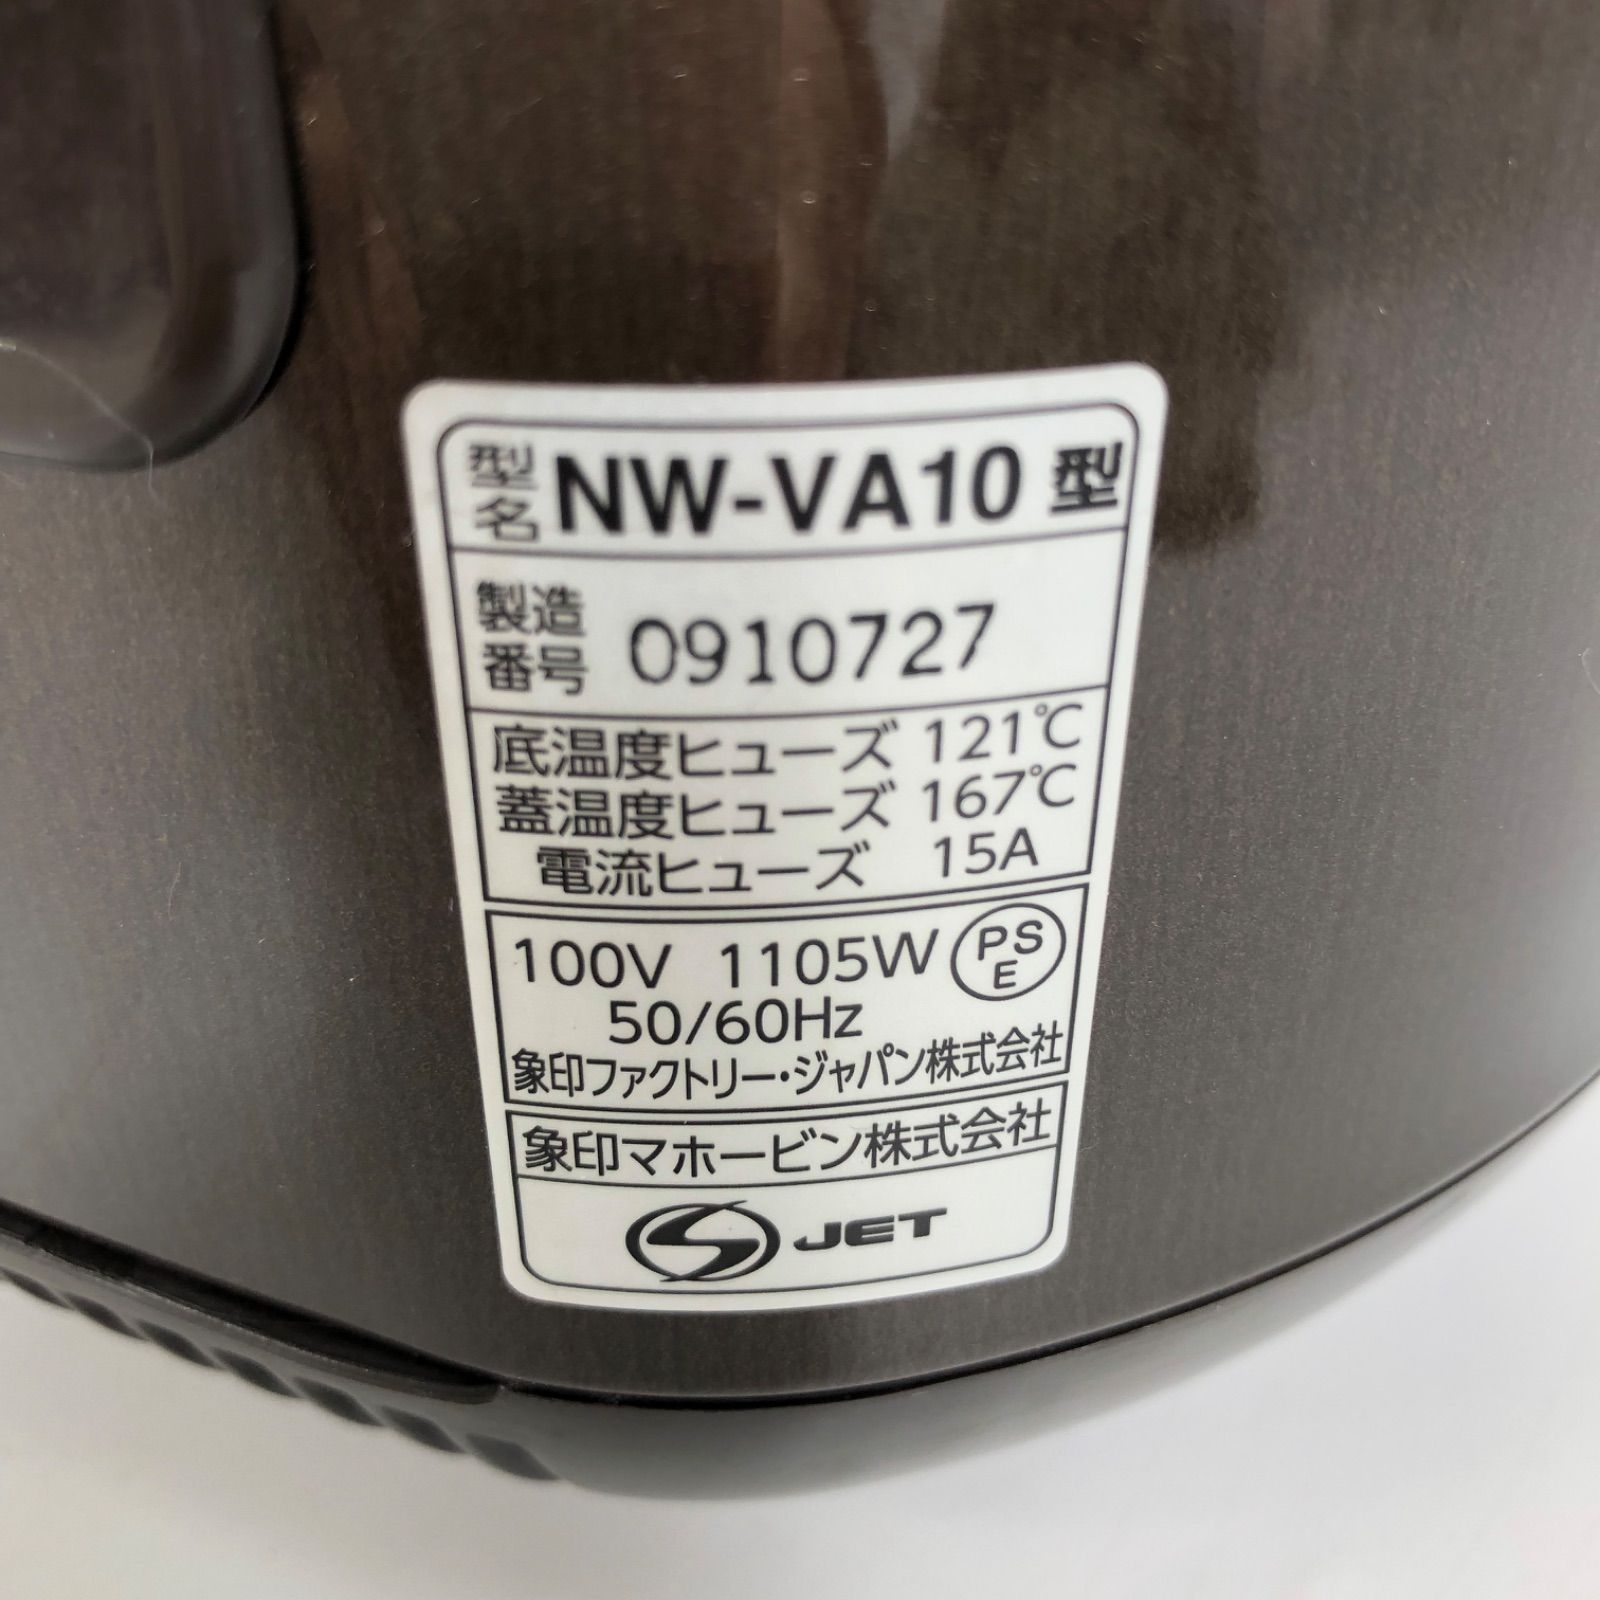 型名 NW-VA10 型
製造番号 0910727
底温度ヒューズ 121℃
蓋温度ヒューズ 167℃
電流ヒューズ 15A
100V 1105W PSE
50/60Hz
象印ファクトリー・ジャパン株式会社
象印マホービン株式会社
S JET